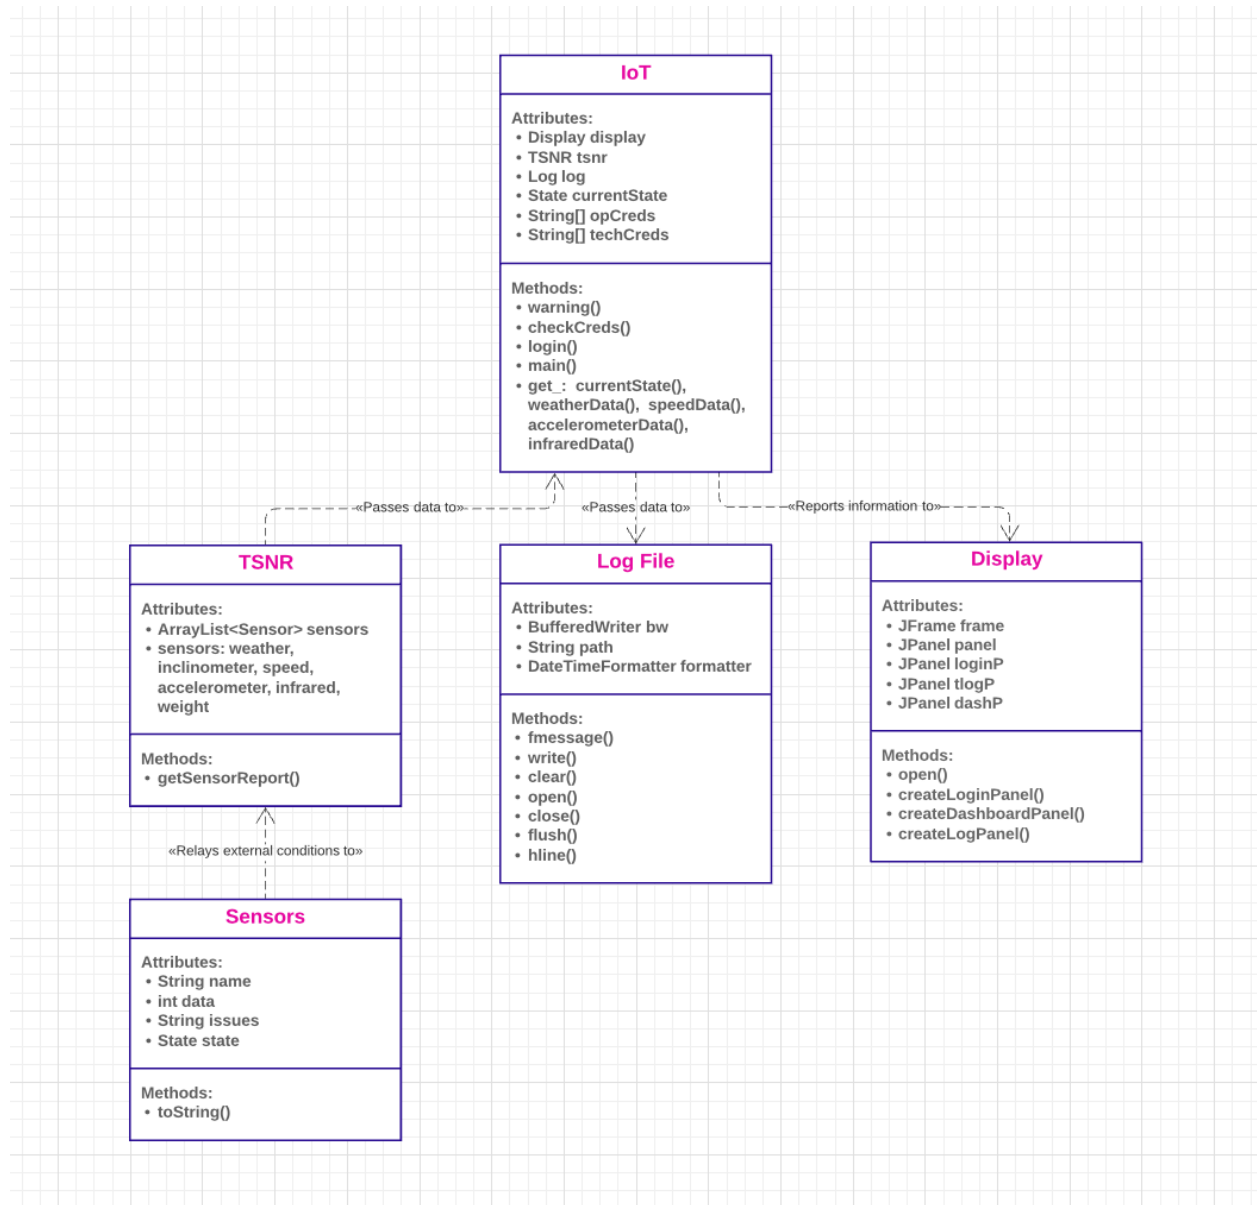 IoT
Attributes:
• Display display
• TSNR tsnr
• Log log
• State currentState
• String[] opCreds
• String[] techCreds
Methods:
• warning()
• checkCreds()
• login()
• main()
• get_:  currentState(),
weatherData(),  speedData(),
accelerometerData(),
infraredData()
«Passes data to»
«Passes data to»
«Reports information to»
TSNR
Attributes:
• ArrayList<Sensor> sensors
• sensors: weather,
inclinometer, speed,
accelerometer, infrared,
weight
Methods:
• getSensorReport()
Log File
Attributes:
• BufferedWriter bw
• String path
• DateTimeFormatter formatter
Methods:
• fmessage()
• write()
• clear()
• open()
• close()
• flush()
• hline()
Display
Attributes:
• JFrame frame
• JPanel panel
• JPanel loginP
• JPanel tlogP
• JPanel dashP
Methods:
• open()
• createLoginPanel()
• createDashboardPanel()
• createLogPanel()
«Relays external conditions to»
Sensors
Attributes:
• String name
• int data
• String issues
• State state
Methods:
• toString()